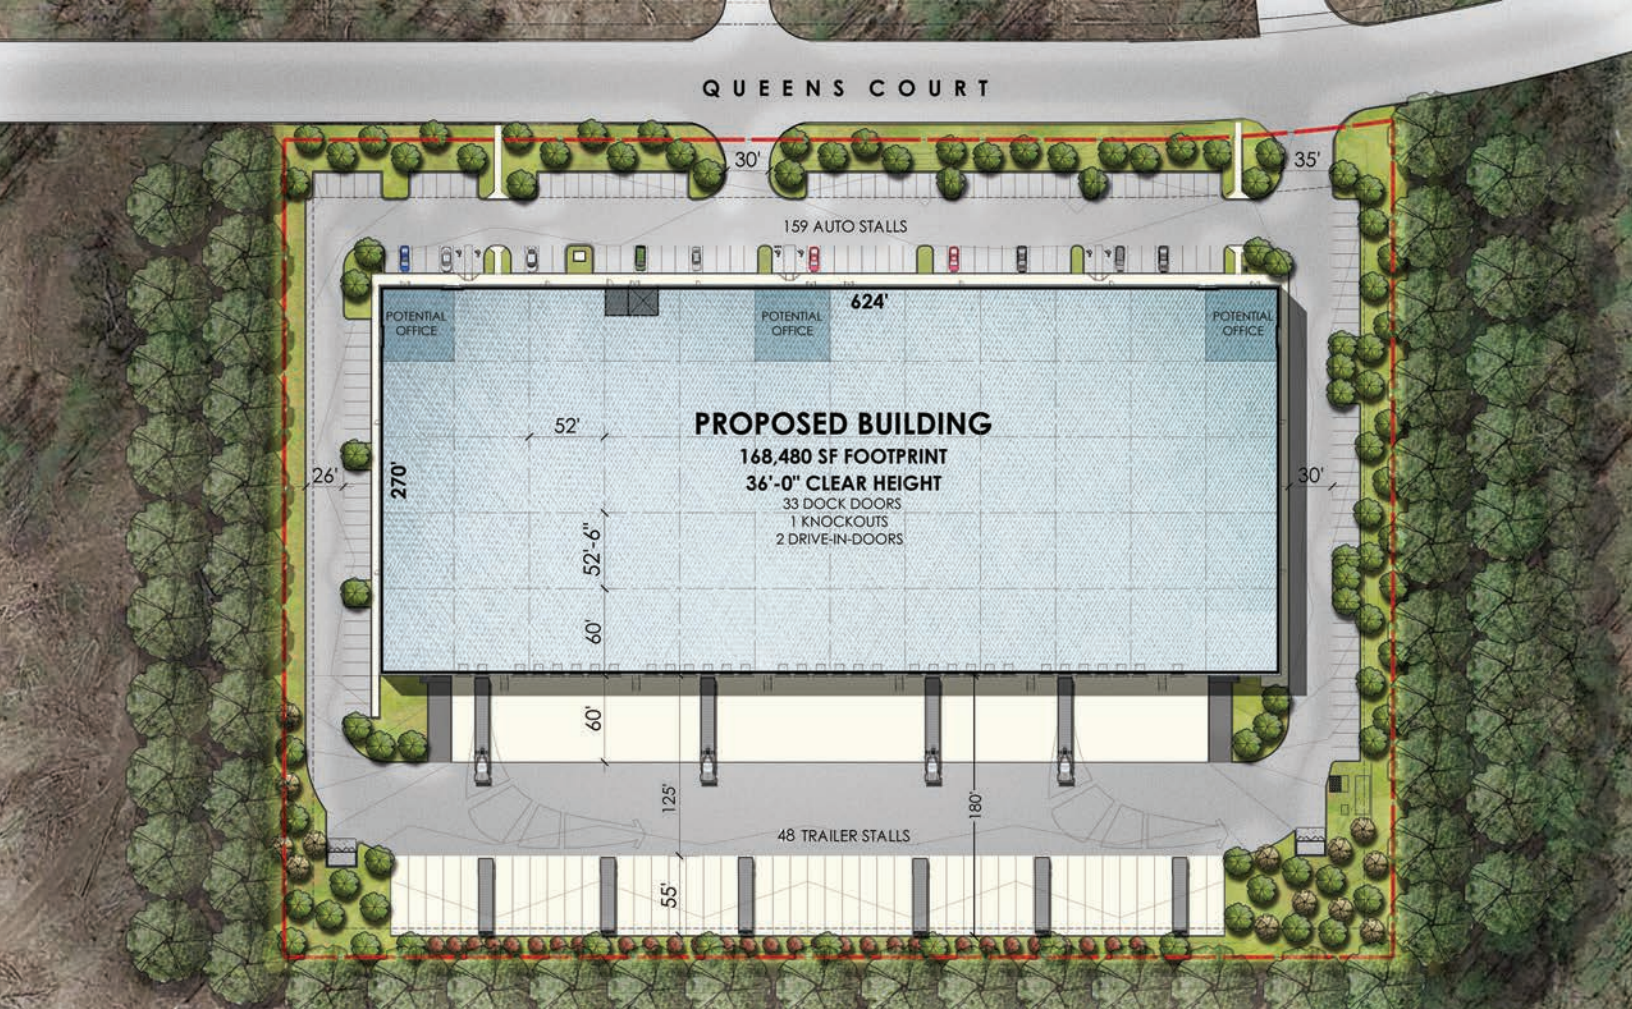 QUEENS COURT
30'
35'
159 AUTO STALLS
624'
POTENTIAL
OFFICE
POTENTIAL
OFFICE
POTENTIAL
OFFICE
52'
PROPOSED BUILDING
168,480 SF FOOTPRINT
36'-0" CLEAR HEIGHT
33 DOCK DOORS
1 KNOCKOUTS
2 DRIVE-IN-DOORS
26'
270'
30'
52'-6"
60'
60'
125'
180'
48 TRAILER STALLS
55'